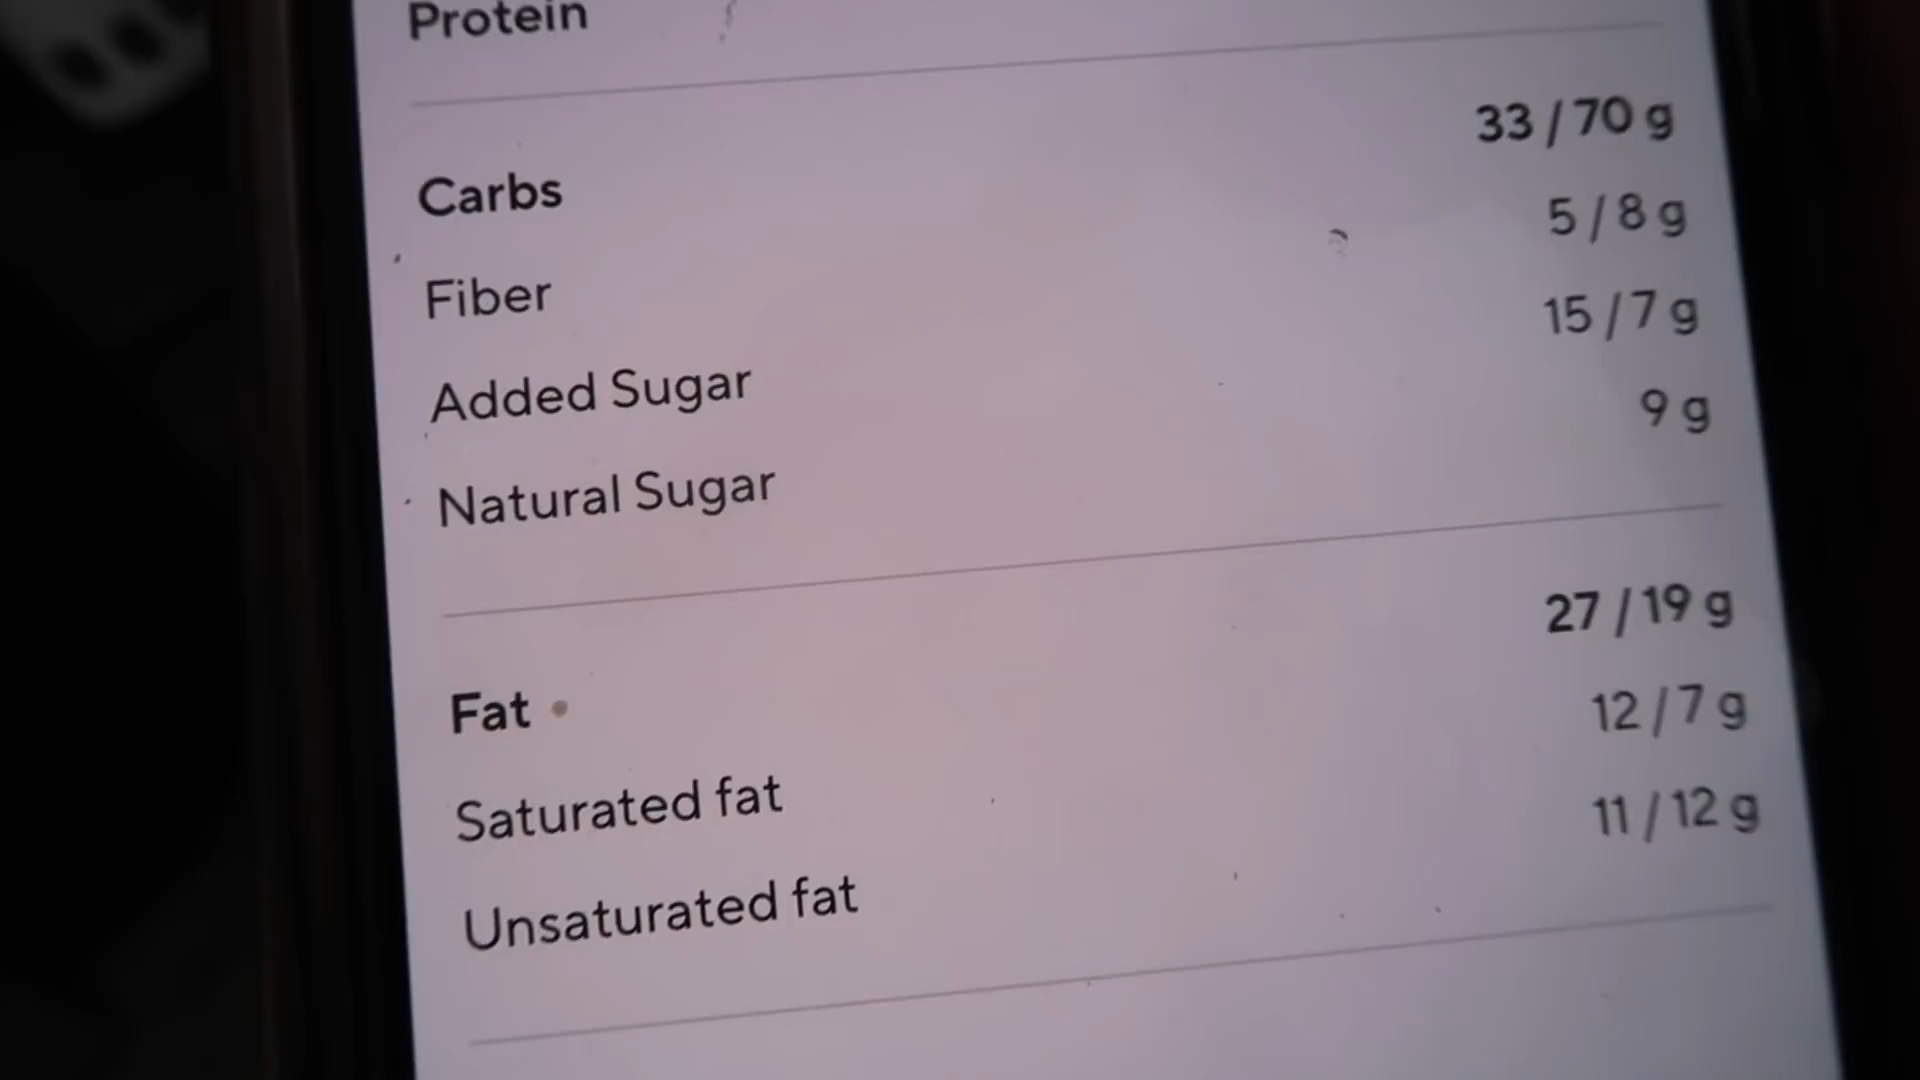 Protein
Carbs 33 / 70 g
Fiber 5 / 8 g
Added Sugar 15 / 7 g
Natural Sugar 9 g
Fat 27 / 19 g
Saturated fat 12 / 7 g
Unsaturated fat 11 / 12 g